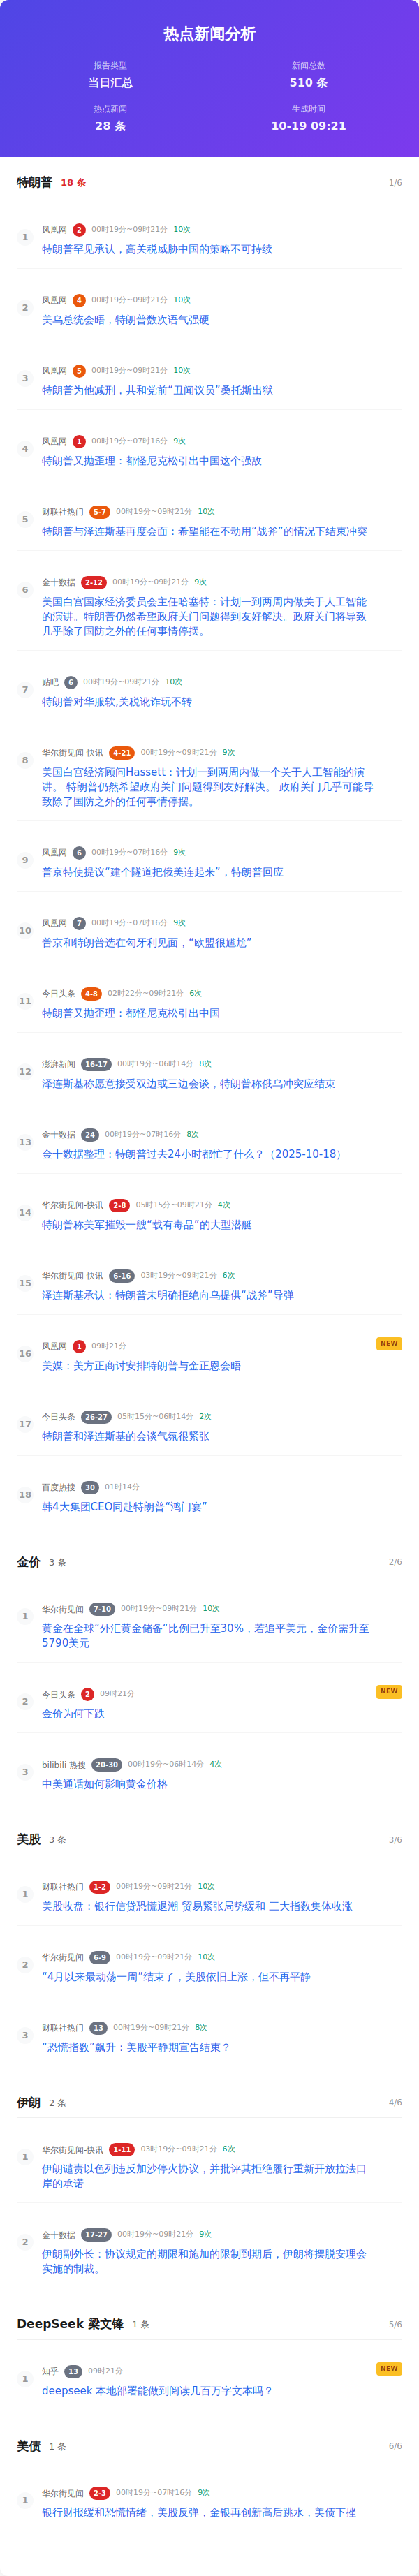 热点新闻分析
报告类型
当日汇总
新闻总数
510 条
热点新闻
28 条
生成时间
10-19 09:21
特朗普 18 条 1/6
1
凤凰网 2 00时19分~09时21分 10次
特朗普罕见承认，高关税威胁中国的策略不可持续
2
凤凰网 4 00时19分~09时21分 10次
美乌总统会晤，特朗普数次语气强硬
3
凤凰网 5 00时19分~09时21分 10次
特朗普为他减刑，共和党前“丑闻议员”桑托斯出狱
4
凤凰网 1 00时19分~07时16分 9次
特朗普又抛歪理：都怪尼克松引出中国这个强敌
5
财联社热门 5-7 00时19分~09时21分 10次
特朗普与泽连斯基再度会面：希望能在不动用“战斧”的情况下结束冲突
6
金十数据 2-12 00时19分~09时21分 9次
美国白宫国家经济委员会主任哈塞特：计划一到两周内做关于人工智能
的演讲。特朗普仍然希望政府关门问题得到友好解决。政府关门将导致
几乎除了国防之外的任何事情停摆。
7
贴吧 6 00时19分~09时21分 10次
特朗普对华服软,关税讹诈玩不转
8
华尔街见闻-快讯 4-21 00时19分~09时21分 9次
美国白宫经济顾问Hassett：计划一到两周内做一个关于人工智能的演
讲。 特朗普仍然希望政府关门问题得到友好解决。 政府关门几乎可能导
致除了国防之外的任何事情停摆。
9
凤凰网 6 00时19分~07时16分 9次
普京特使提议“建个隧道把俄美连起来”，特朗普回应
10
凤凰网 7 00时19分~07时16分 9次
普京和特朗普选在匈牙利见面，“欧盟很尴尬”
11
今日头条 4-8 02时22分~09时21分 6次
特朗普又抛歪理：都怪尼克松引出中国
12
澎湃新闻 16-17 00时19分~06时14分 8次
泽连斯基称愿意接受双边或三边会谈，特朗普称俄乌冲突应结束
13
金十数据 24 00时19分~07时16分 8次
金十数据整理：特朗普过去24小时都忙了什么？（2025-10-18）
14
华尔街见闻-快讯 2-8 05时15分~09时21分 4次
特朗普称美军摧毁一艘“载有毒品”的大型潜艇
15
华尔街见闻-快讯 6-16 03时19分~09时21分 6次
泽连斯基承认：特朗普未明确拒绝向乌提供“战斧”导弹
16
凤凰网 1 09时21分 NEW
美媒：美方正商讨安排特朗普与金正恩会晤
17
今日头条 26-27 05时15分~06时14分 2次
特朗普和泽连斯基的会谈气氛很紧张
18
百度热搜 30 01时14分
韩4大集团CEO同赴特朗普“鸿门宴”
金价 3 条 2/6
1
华尔街见闻 7-10 00时19分~09时21分 10次
黄金在全球“外汇黄金储备“比例已升至30%，若追平美元，金价需升至
5790美元
2
今日头条 2 09时21分 NEW
金价为何下跌
3
bilibili 热搜 20-30 00时19分~06时14分 4次
中美通话如何影响黄金价格
美股 3 条 3/6
1
财联社热门 1-2 00时19分~09时21分 10次
美股收盘：银行信贷恐慌退潮 贸易紧张局势缓和 三大指数集体收涨
2
华尔街见闻 6-9 00时19分~09时21分 10次
“4月以来最动荡一周”结束了，美股依旧上涨，但不再平静
3
财联社热门 13 00时19分~09时21分 8次
“恐慌指数”飙升：美股平静期宣告结束？
伊朗 2 条 4/6
1
华尔街见闻-快讯 1-11 03时19分~09时21分 6次
伊朗谴责以色列违反加沙停火协议，并批评其拒绝履行重新开放拉法口
岸的承诺
2
金十数据 17-27 00时19分~09时21分 9次
伊朗副外长：协议规定的期限和施加的限制到期后，伊朗将摆脱安理会
实施的制裁。
DeepSeek 梁文锋 1 条 5/6
1
知乎 13 09时21分 NEW
deepseek 本地部署能做到阅读几百万字文本吗？
美债 1 条 6/6
1
华尔街见闻 2-3 00时19分~07时16分 9次
银行财报缓和恐慌情绪，美股反弹，金银再创新高后跳水，美债下挫